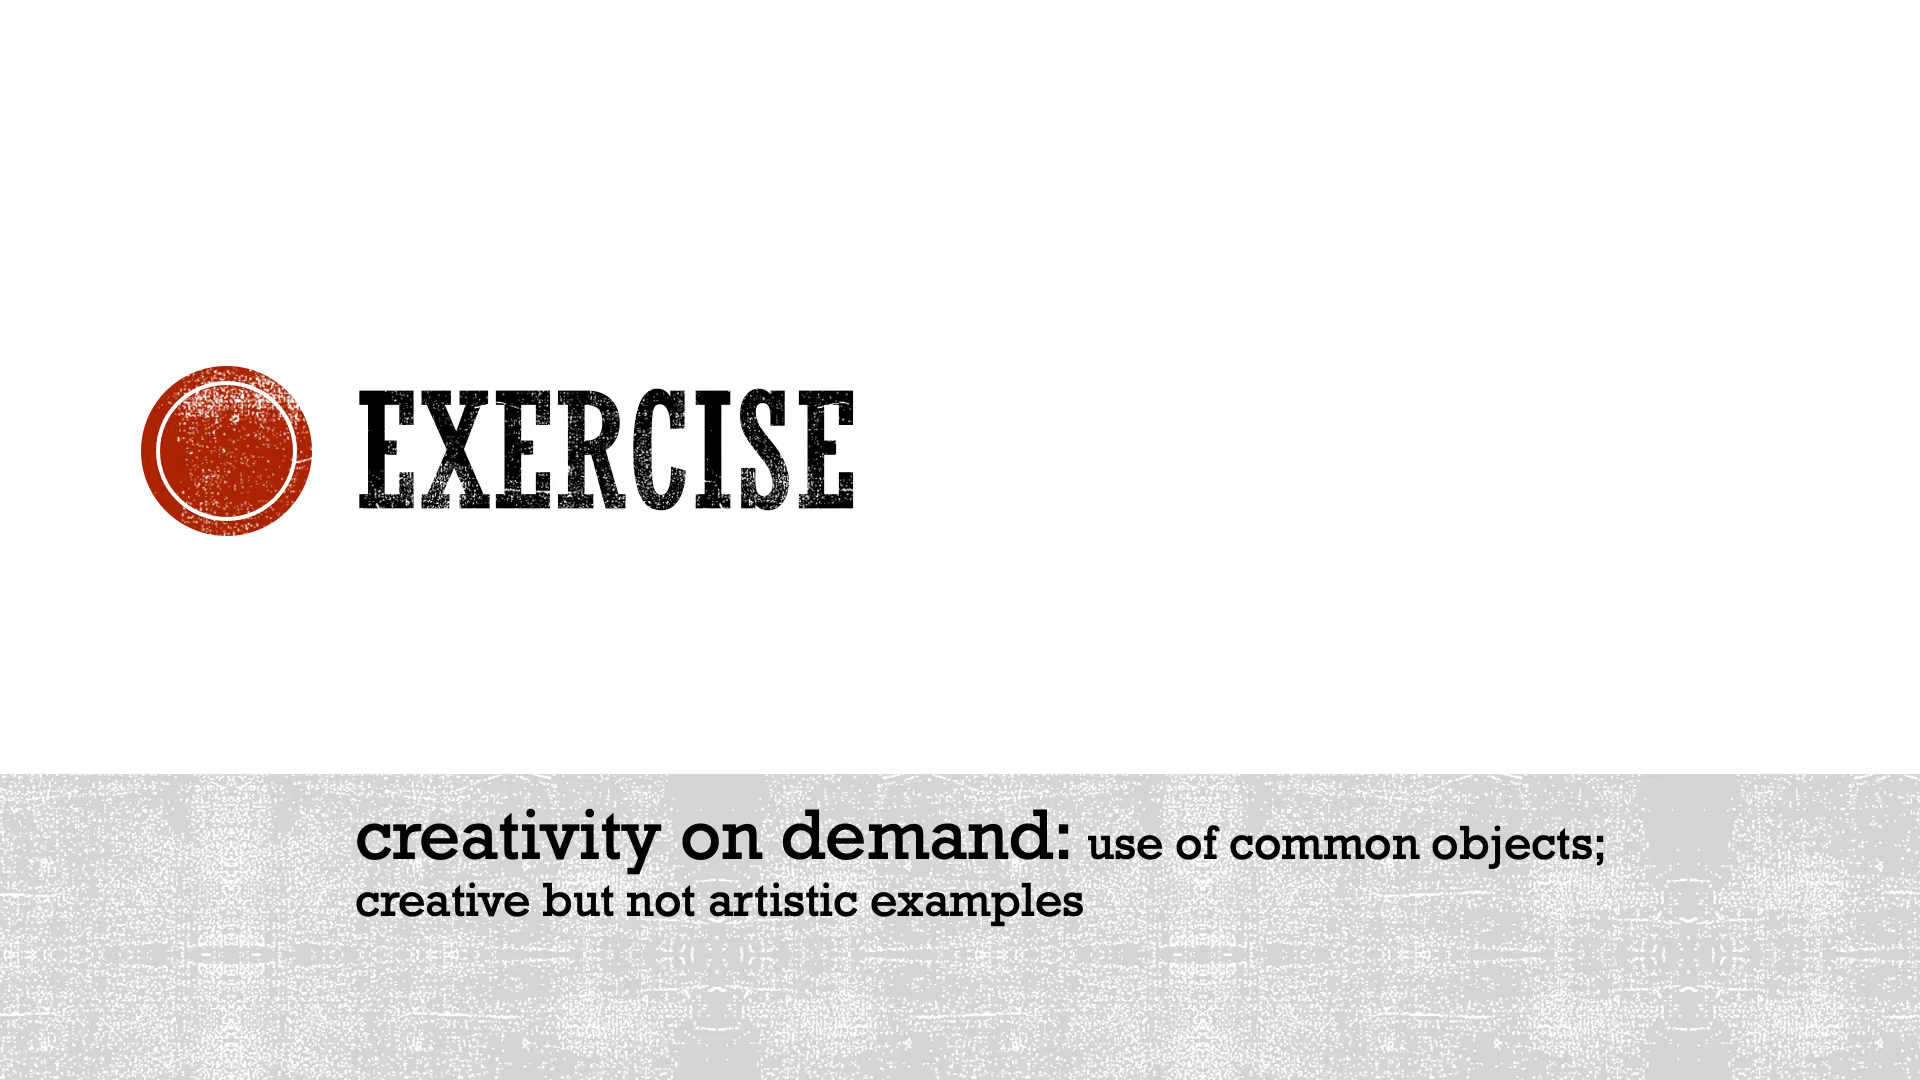 EXERCISE
creativity on demand: use of common objects;
creative but not artistic examples